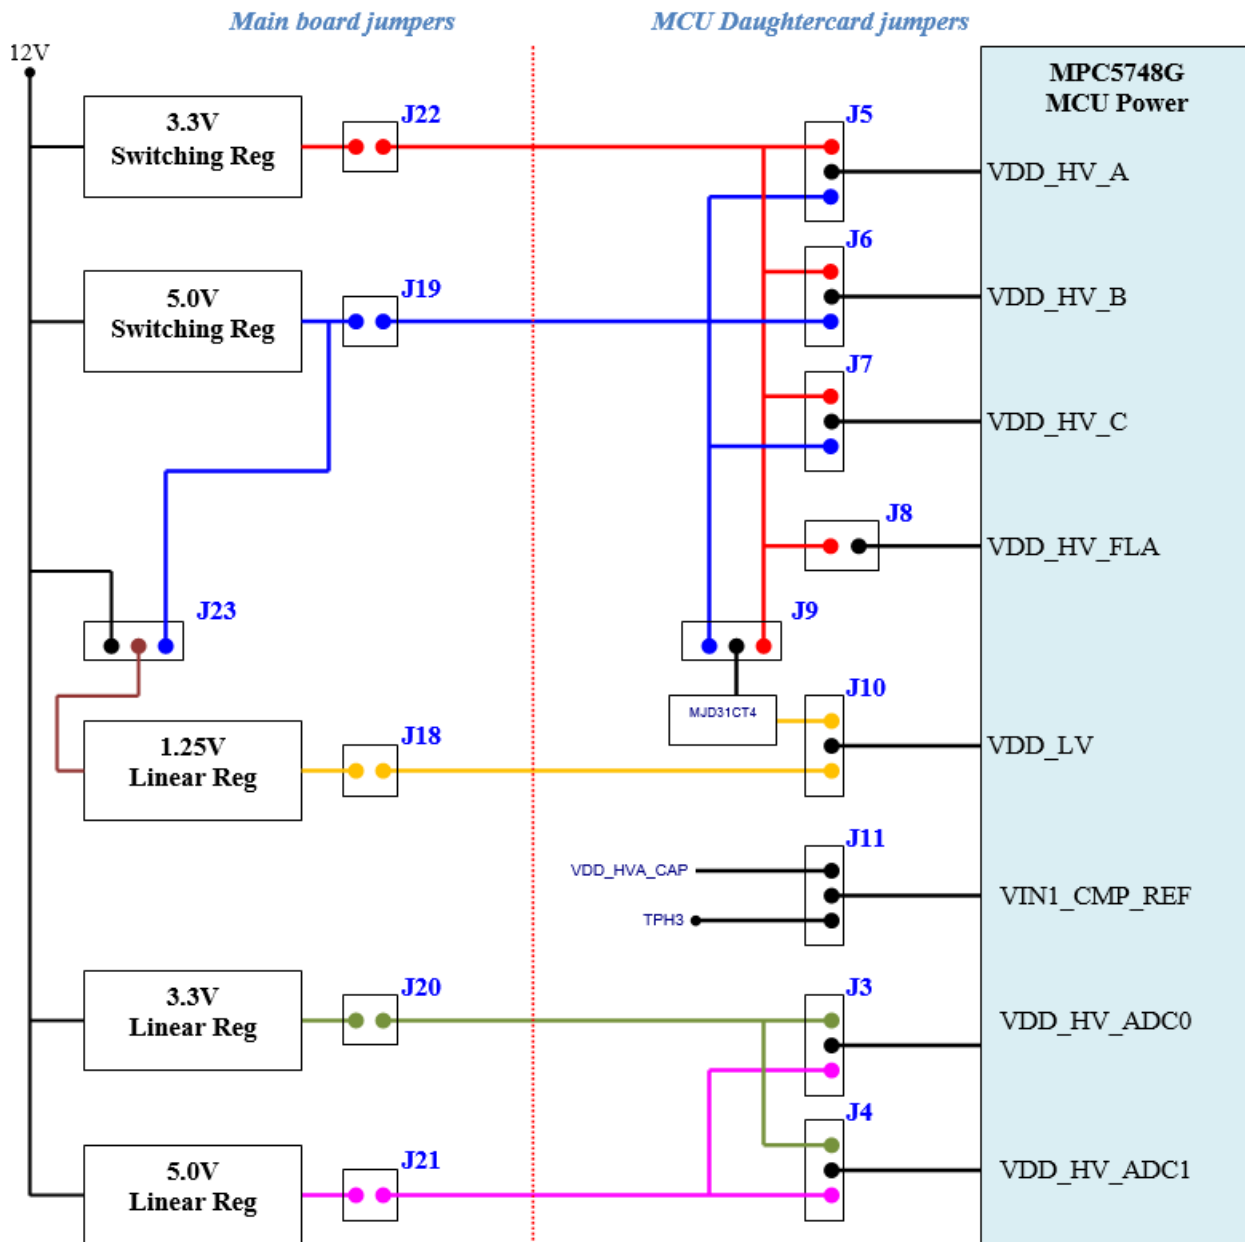 Main board jumpers
MCU Daughtercard jumpers
12V
MPC5748G
MCU Power
3.3V
Switching Reg
J22
J5
VDD_HV_A
J6
5.0V
Switching Reg
J19
VDD_HV_B
J7
VDD_HV_C
J8
VDD_HV_FLA
J23
J9
MJD31CT4
J10
1.25V
Linear Reg
J18
VDD_LV
J11
VDD_HVA_CAP
VIN1_CMP_REF
TPH3
3.3V
Linear Reg
J20
J3
VDD_HV_ADC0
J4
5.0V
Linear Reg
J21
VDD_HV_ADC1